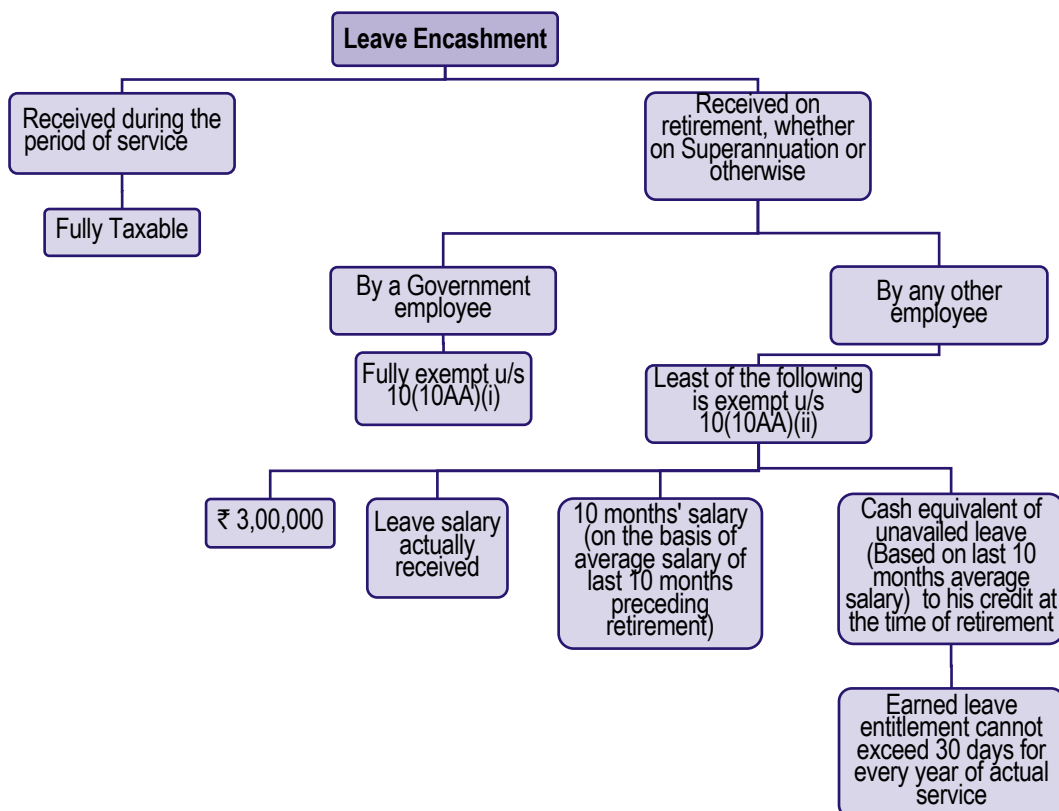 Leave Encashment
Received during the
period of service
Fully Taxable
Received on
retirement, whether
on Superannuation or
otherwise
By a Government
employee
Fully exempt u/s
10(10AA)(i)
By any other
employee
Least of the following
is exempt u/s
10(10AA)(ii)
₹ 3,00,000
Leave salary
actually
received
10 months' salary
(on the basis of
average salary of
last 10 months
preceding
retirement)
Cash equivalent of
unavailed leave
(Based on last 10
months average
salary) to his credit at
the time of retirement
Earned leave
entitlement cannot
exceed 30 days for
every year of actual
service